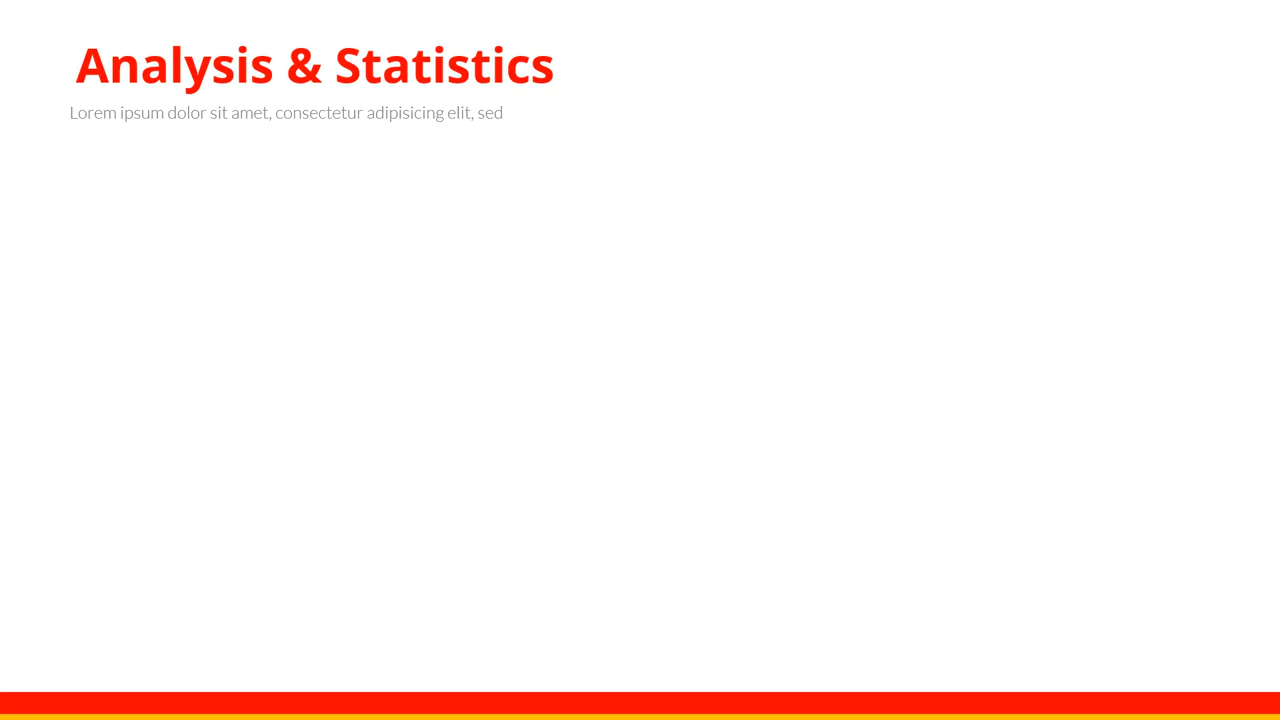 Analysis & Statistics
Lorem ipsum dolor sit amet, consectetur adipisicing elit, sed